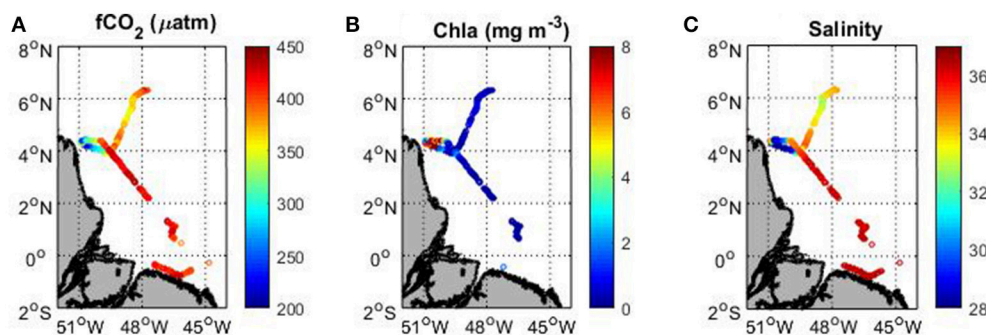 A
fCO₂ (μatm)
8°N
6°N
4°N
2°N
0°
2°S
51°W 48°W 45°W
450
400
350
300
250
200
B
Chla (mg m⁻³)
8°N
6°N
4°N
2°N
0°
2°S
51°W 48°W 45°W
8
6
4
2
0
C
Salinity
8°N
6°N
4°N
2°N
0°
2°S
51°W 48°W 45°W
36
34
32
30
28